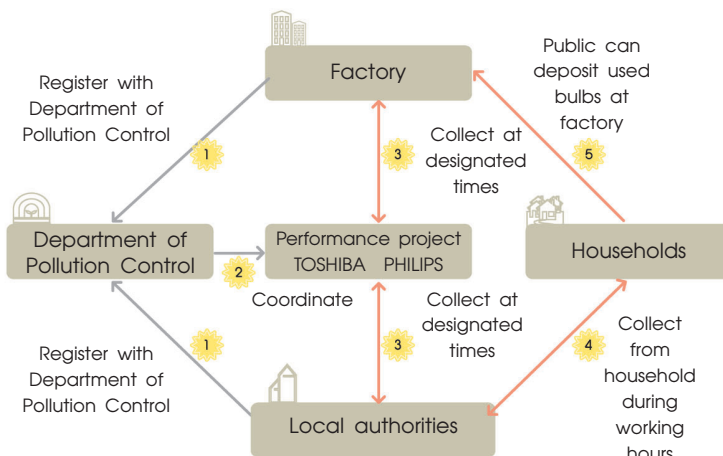 Factory
Register with
Department of
Pollution Control
1
3
Collect at
designated
times
Public can
deposit used
bulbs at
factory
5
Department of
Pollution Control
2
Coordinate
Performance project
TOSHIBA PHILIPS
Households
Register with
Department of
Pollution Control
1
3
Collect at
designated
times
4
Collect
from
household
during
working
hours
Local authorities